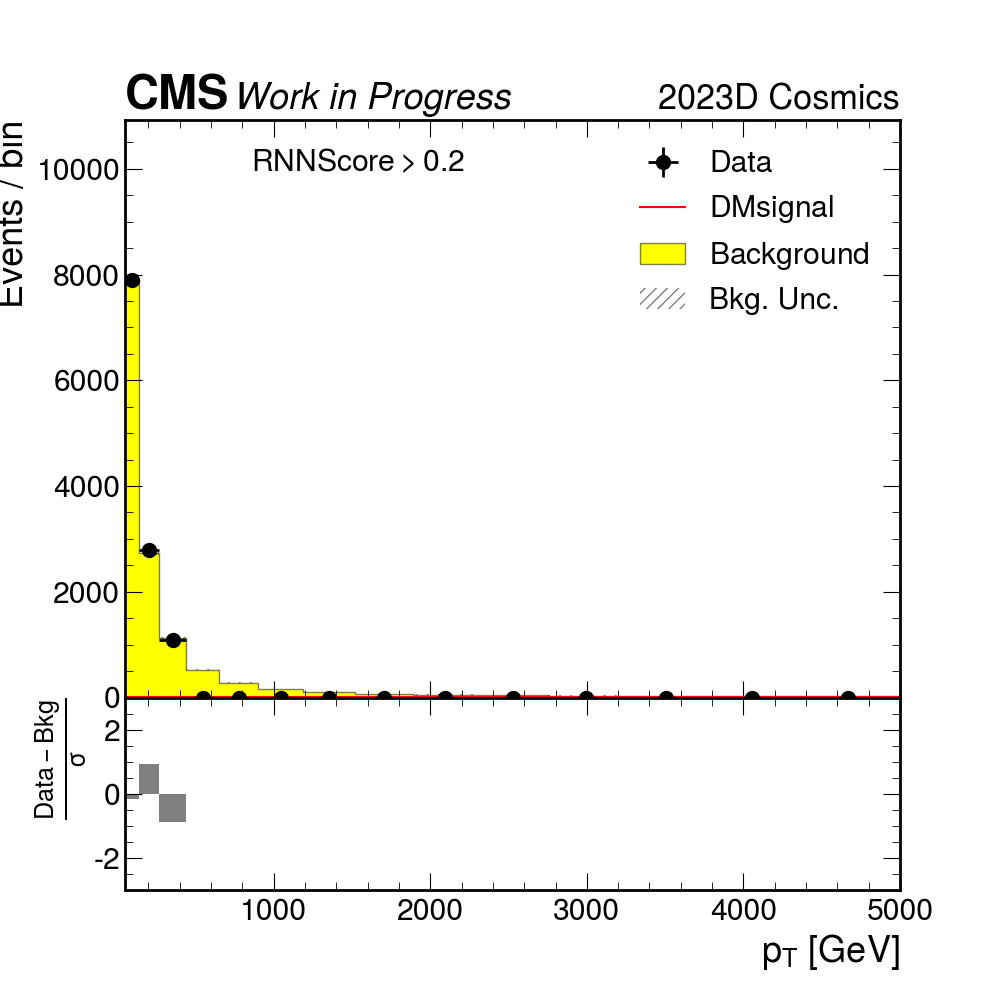 CMS Work in Progress
2023D Cosmics
Events / bin
RNNScore > 0.2
Data
DMsignal
Background
Bkg. Unc.
10000
8000
6000
4000
2000
0
Data – Bkg
σ
2
0
-2
1000 2000 3000 4000 5000
pT [GeV]